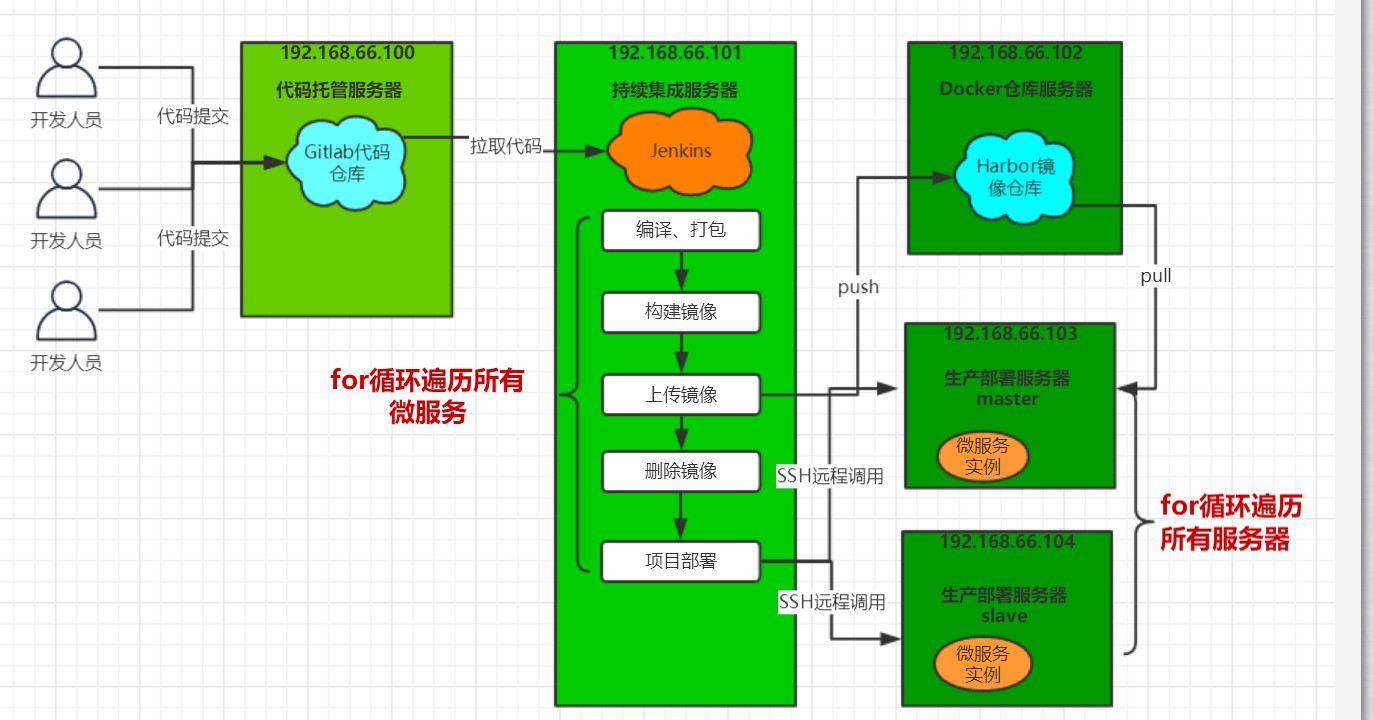 开发人员
开发人员
开发人员
代码提交
代码提交
192.168.66.100
代码托管服务器
Gitlab代码
仓库
拉取代码
192.168.66.101
持续集成服务器
Jenkins
编译、打包
构建镜像
上传镜像
删除镜像
项目部署
for循环遍历所有
微服务
push
SSH远程调用
SSH远程调用
192.168.66.102
Docker仓库服务器
Harbor镜
像仓库
pull
192.168.66.103
生产部署服务器
master
微服务
实例
192.168.66.104
生产部署服务器
slave
微服务
实例
for循环遍历
所有服务器